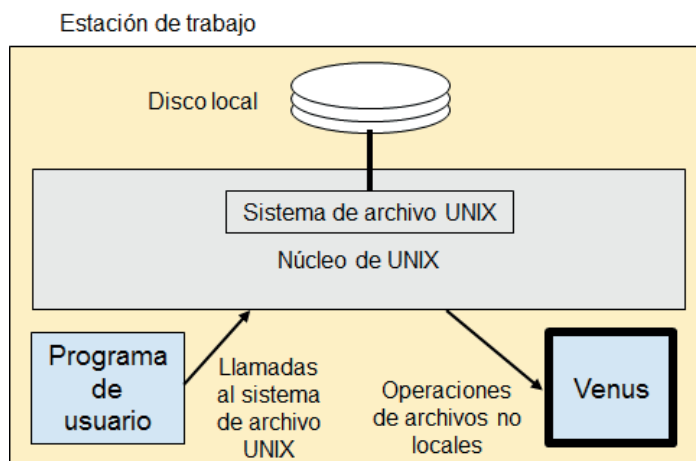 Estación de trabajo
Disco local
Sistema de archivo UNIX
Núcleo de UNIX
Programa
de
usuario
Llamadas
al sistema
de archivo
UNIX
Operaciones
de archivos no
locales
Venus